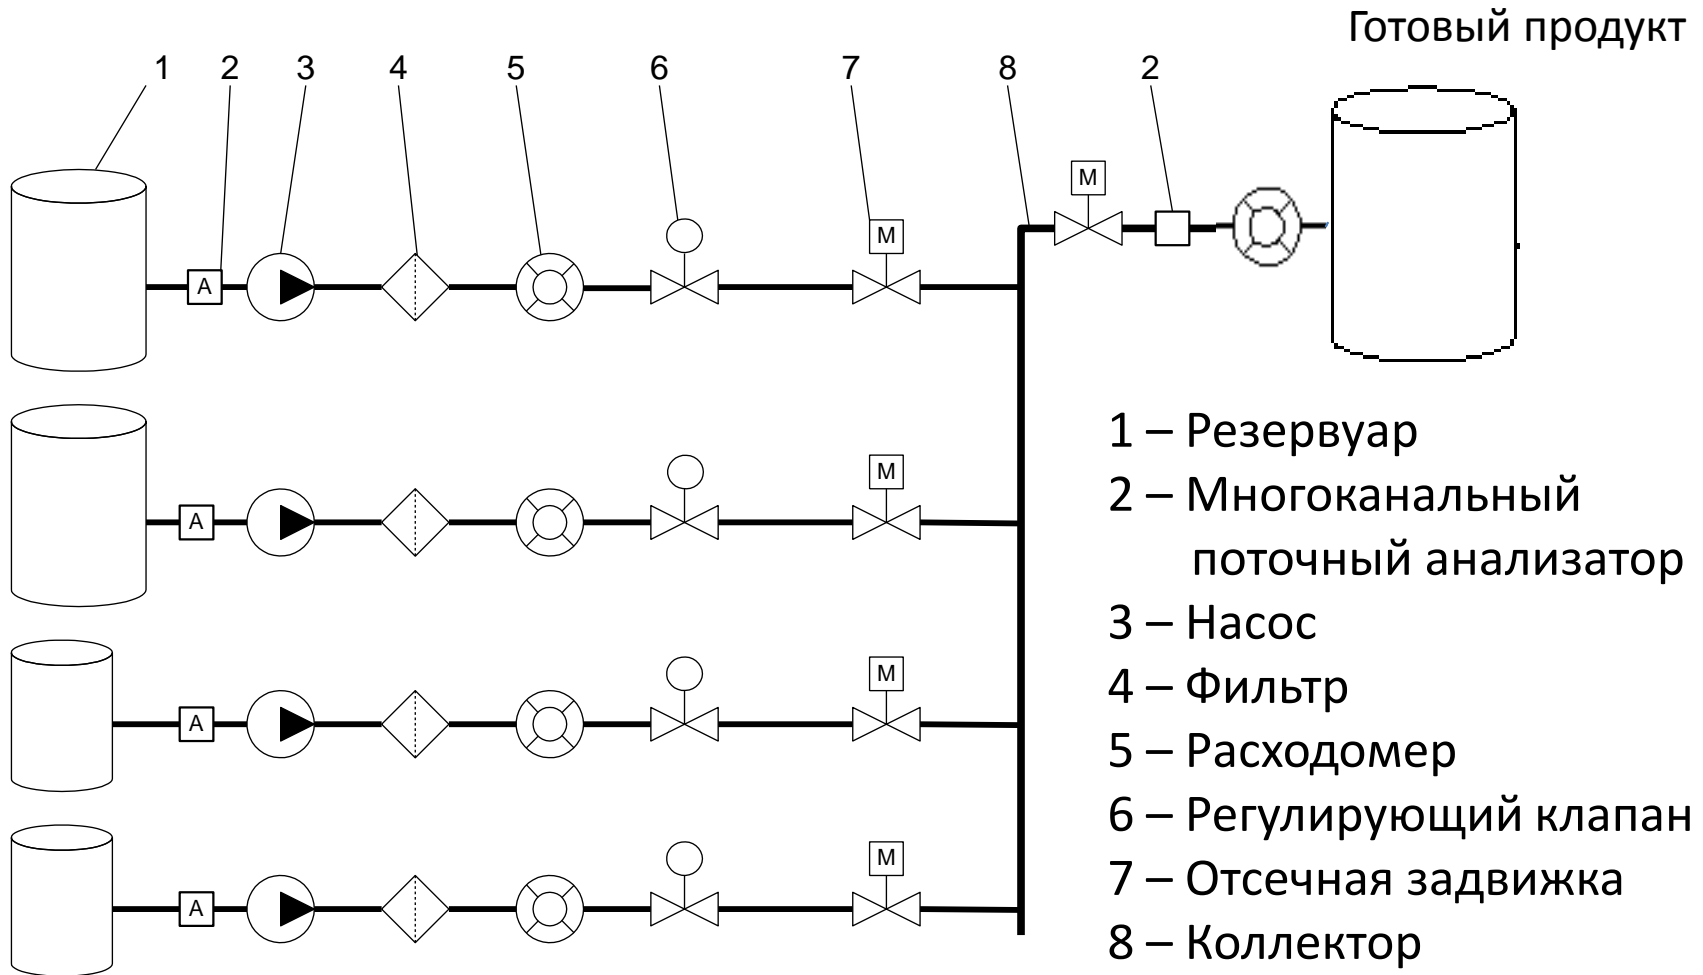 Готовый продукт
1 2 3 4 5 6 7 8 2
M
M
A
1 – Резервуар
M
2 – Многоканальный
A
поточный анализатор
3 – Насос
M
4 – Фильтр
A
5 – Расходомер
6 – Регулирующий клапан
M
7 – Отсечная задвижка
A
8 – Коллектор